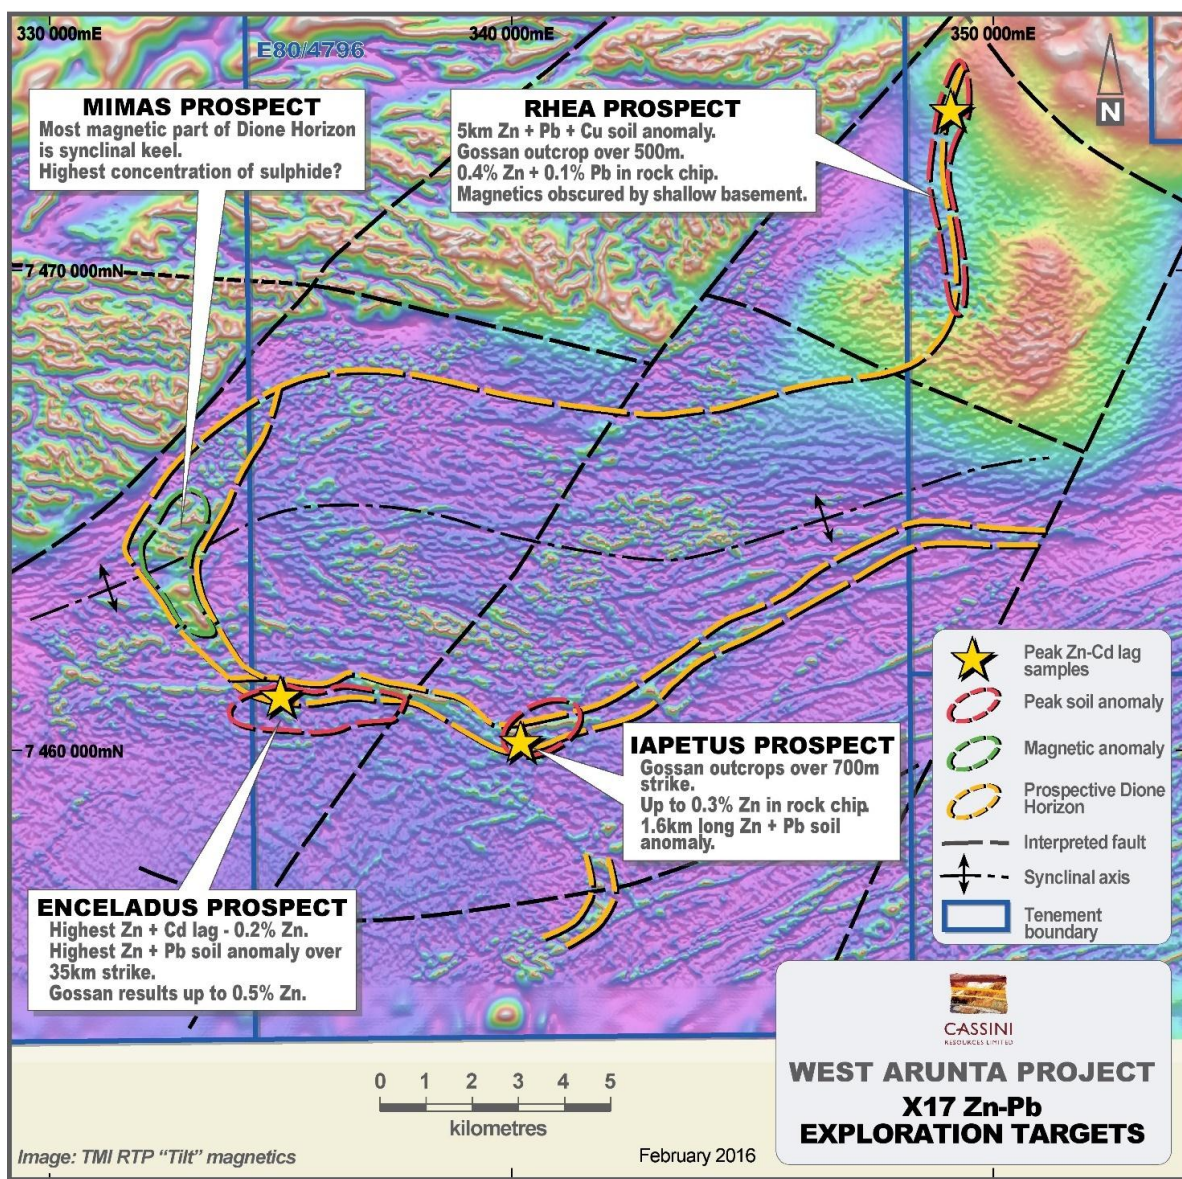 330 000mE
340 000mE
350 000mE
E80/4796
N
MIMAS PROSPECT
Most magnetic part of Dione Horizon
is synclinal keel.
Highest concentration of sulphide?
RHEA PROSPECT
5km Zn + Pb + Cu soil anomaly.
Gossan outcrop over 500m.
0.4% Zn + 0.1% Pb in rock chip.
Magnetics obscured by shallow basement.
7 470 000mN
7 460 000mN
IAPETUS PROSPECT
Gossan outcrops over 700m
strike.
Up to 0.3% Zn in rock chip.
1.6km long Zn + Pb soil
anomaly.
ENCELADUS PROSPECT
Highest Zn + Cd lag - 0.2% Zn.
Highest Zn + Pb soil anomaly over
35km strike.
Gossan results up to 0.5% Zn.
Peak Zn-Cd lag
samples
Peak soil anomaly
Magnetic anomaly
Prospective Dione
Horizon
Interpreted fault
Synclinal axis
Tenement
boundary
CASSINI
RESOURCES LIMITED
WEST ARUNTA PROJECT
X17 Zn-Pb
EXPLORATION TARGETS
0 1 2 3 4 5
kilometres
Image: TMI RTP “Tilt” magnetics
February 2016